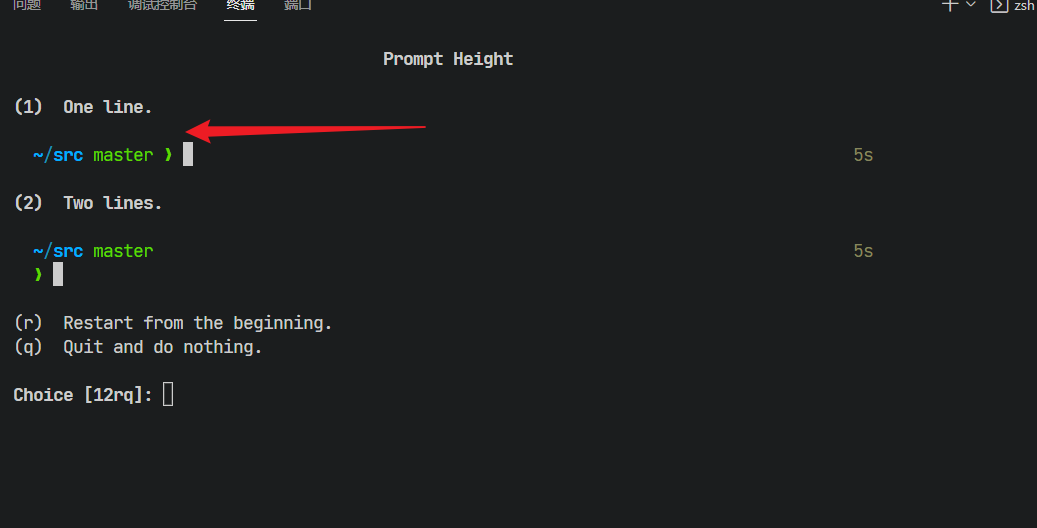 问题 输出 调试控制台 终端 端口 zsh
Prompt Height
(1) One line.
~/src master ❯ 5s
(2) Two lines.
~/src master 5s
❯
(r) Restart from the beginning.
(q) Quit and do nothing.
Choice [12rq]: